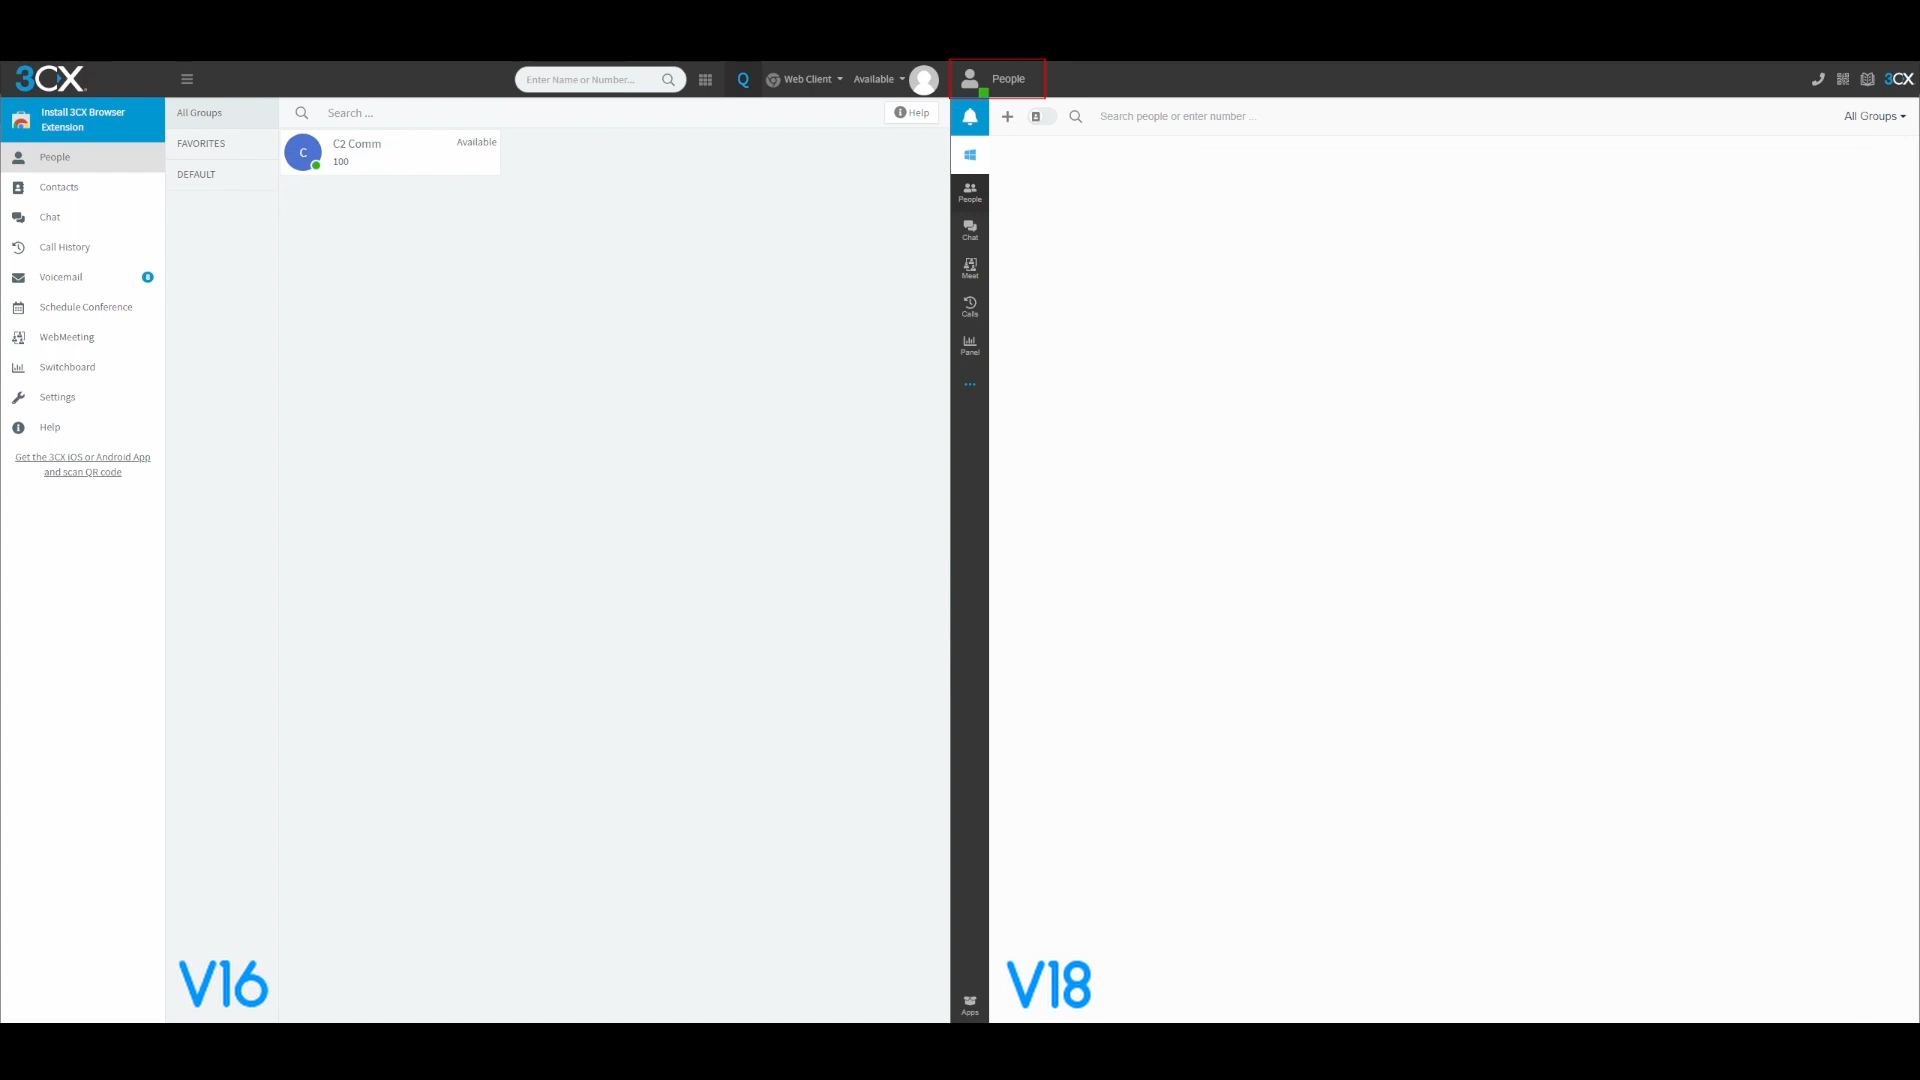 3CX
Enter Name or Number...
Q
Web Client
Available
Install 3CX Browser
Extension
People
Contacts
Chat
Call History
Voicemail
8
Schedule Conference
WebMeeting
Switchboard
Settings
Help
Get the 3CX iOS or Android App
and scan QR code
All Groups
FAVORITES
DEFAULT
Search ...
Help
C
C2 Comm
Available
100
V16
People
3CX
Search people or enter number ...
All Groups
People
Chat
Meet
Calls
Panel
Apps
V18